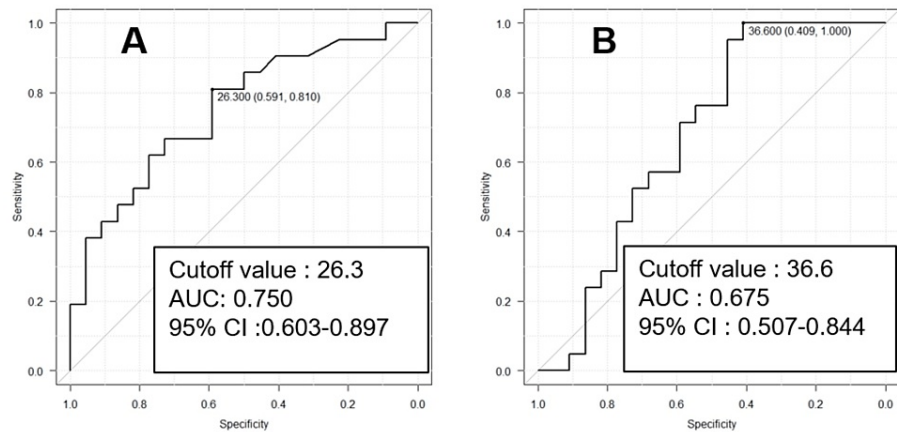 A
1.0
0.8
0.6
0.4
0.2
0.0
Sensitivity
26.300 (0.591, 0.810)
Cutoff value : 26.3
AUC: 0.750
95% CI :0.603-0.897
1.0 0.8 0.6 0.4 0.2 0.0
Specificity
B
1.0
0.8
0.6
0.4
0.2
0.0
Sensitivity
36.600 (0.409, 1.000)
Cutoff value : 36.6
AUC : 0.675
95% CI : 0.507-0.844
1.0 0.8 0.6 0.4 0.2 0.0
Specificity